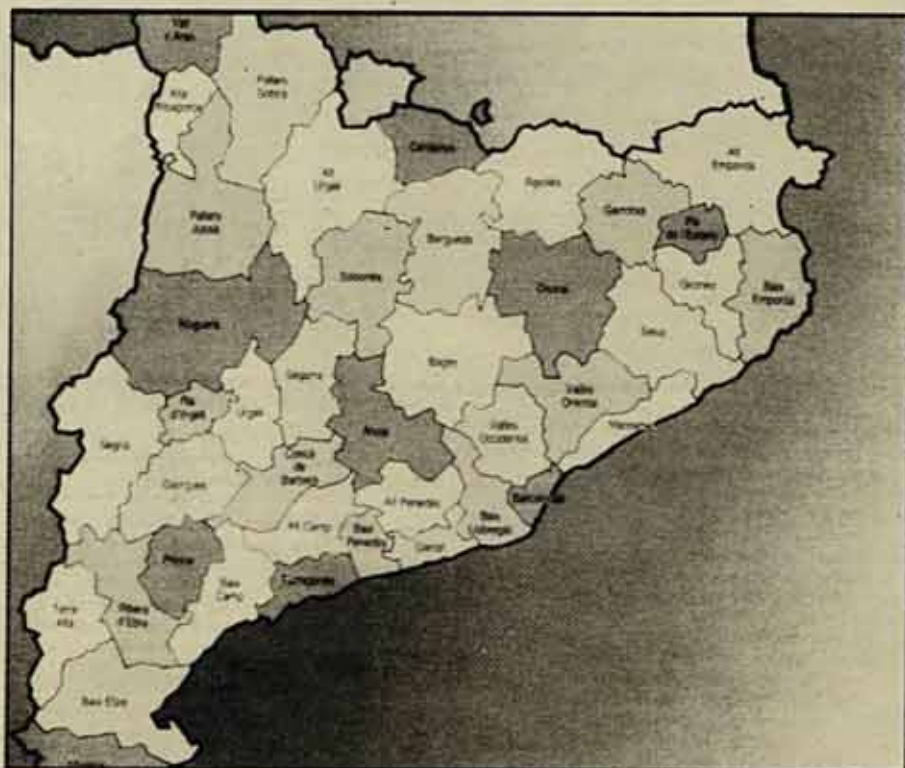 Val
d'Aran
Pallars
Sobirà
Alta
Ribagorça
Cerdanya
Alt
Urgell
Ripollès
Alt
Empordà
Garrotxa
Pla
de l'Estany
Pallars
Jussà
Berguedà
Solsonès
Osona
Gironès
Baix
Empordà
Noguera
Selva
Segarra
Bages
Vallès
Oriental
Pla
d'Urgell
Urgell
Anoia
Vallès
Occidental
Maresme
Segrià
Conca
de
Barberà
Garrigues
Alt Penedès
Barcelonès
Baix
Llobregat
Alt Camp
Baix
Penedès
Garraf
Priorat
Tarragonès
Baix
Camp
Terra
Alta
Ribera
d'Ebre
Baix Ebre